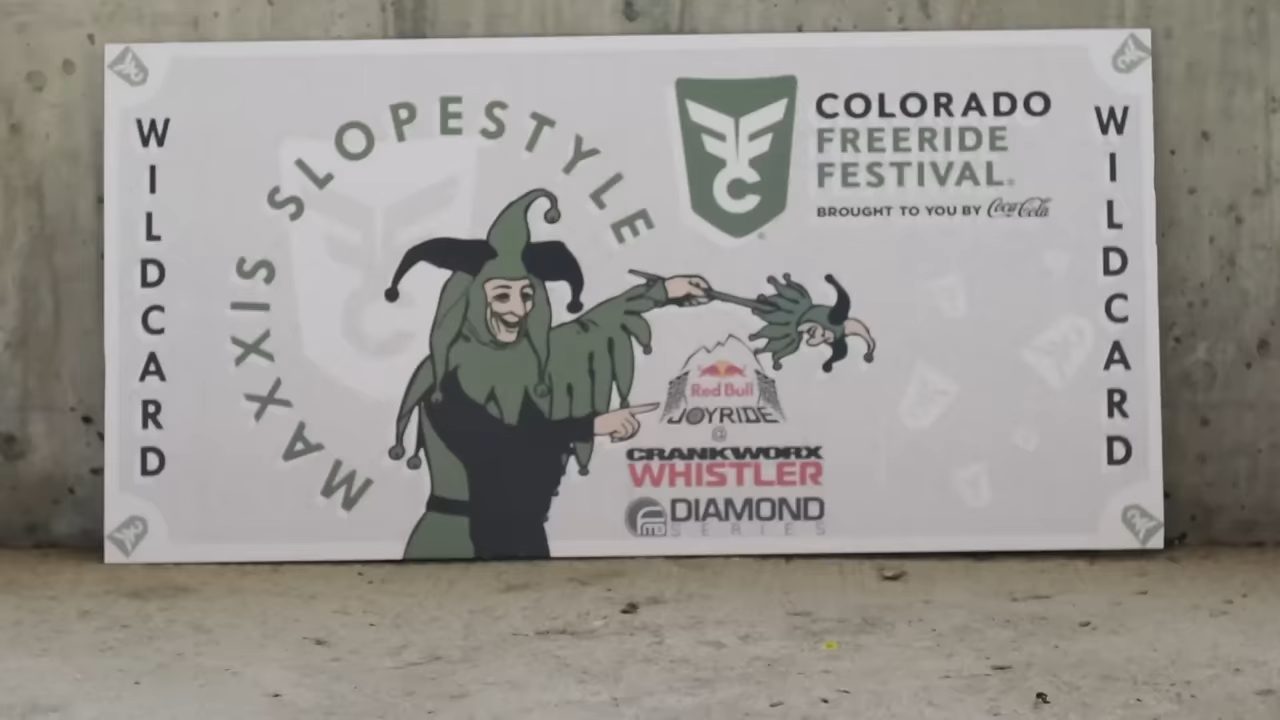 WILDCARD
MAXXIS SLOPESTYLE
FC
COLORADO
FREERIDE
FESTIVAL.
BROUGHT TO YOU BY Coca-Cola
Red Bull
JOYRIDE
@
CRANKWORX
WHISTLER
DIAMOND
SERIES
WILDCARD